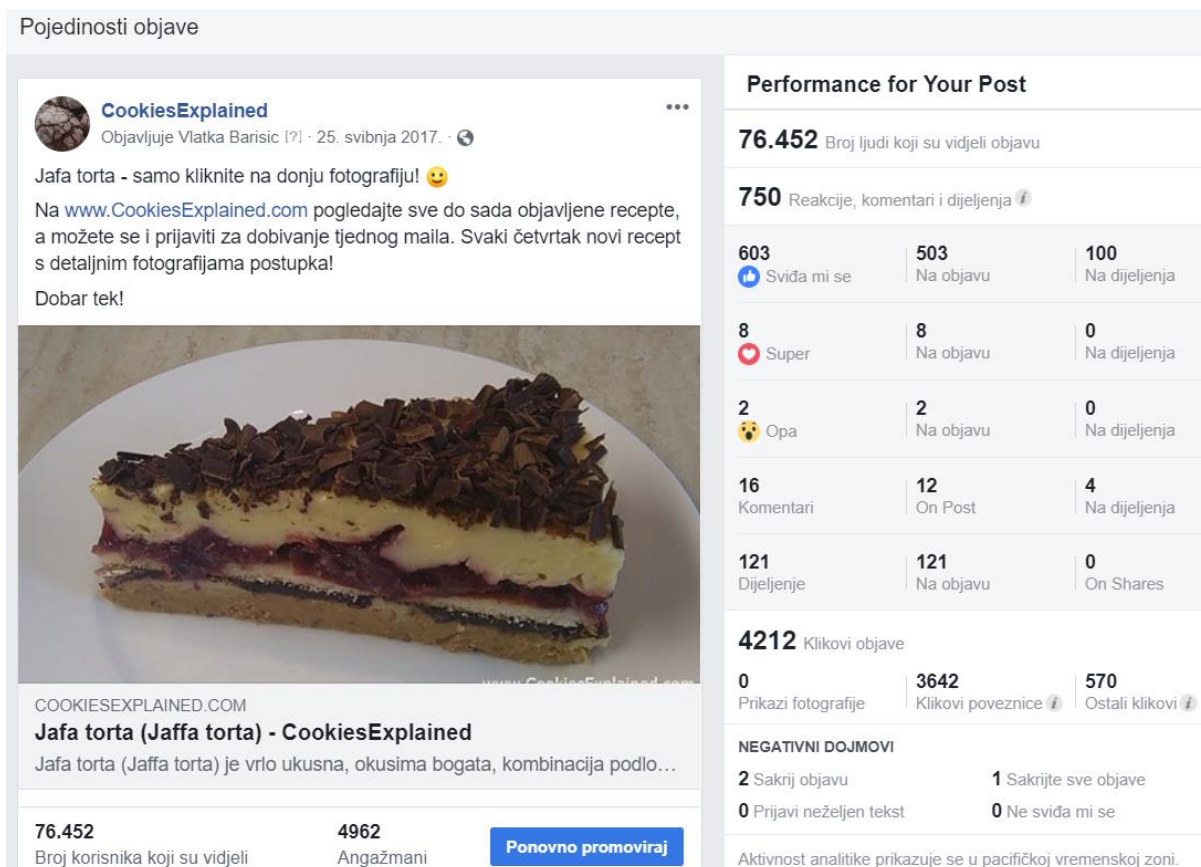 Pojedinosti objave
CookiesExplained
Objavljuje Vlatka Barisic [?] · 25. svibnja 2017. ·
Jafa torta - samo kliknite na donju fotografiju!
Na www.CookiesExplained.com pogledajte sve do sada objavljene recepte,
a možete se i prijaviti za dobivanje tjednog maila. Svaki četvrtak novi recept
s detaljnim fotografijama postupka!
Dobar tek!
www.CookiesExplained.com
COOKIESEXPLAINED.COM
Jafa torta (Jaffa torta) - CookiesExplained
Jafa torta (Jaffa torta) je vrlo ukusna, okusima bogata, kombinacija podlo…
76.452 4962 Ponovno promoviraj
Broj korisnika koji su vidjeli Angažmani
Performance for Your Post
76.452 Broj ljudi koji su vidjeli objavu
750 Reakcije, komentari i dijeljenja
603 503 100
Sviđa mi se Na objavu Na dijeljenja
8 8 0
Super Na objavu Na dijeljenja
2 2 0
Opa Na objavu Na dijeljenja
16 12 4
Komentari On Post Na dijeljenja
121 121 0
Dijeljenje Na objavu On Shares
4212 Klikovi objave
0 3642 570
Prikazi fotografije Klikovi poveznice Ostali klikovi
NEGATIVNI DOJMOVI
2 Sakrij objavu 1 Sakrijte sve objave
0 Prijavi neželjen tekst 0 Ne sviđa mi se
Aktivnost analitike prikazuje se u pacifičkoj vremenskoj zoni.